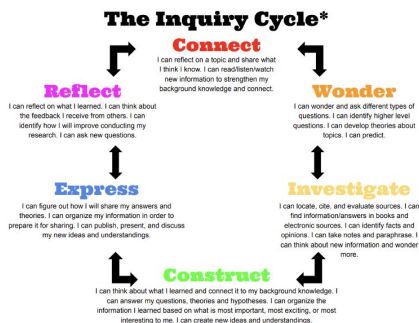 The Inquiry Cycle*
Connect
I can reflect on a topic and share what
I think I know. I can read/listen/watch
new information to strengthen my
background knowledge and connect.
Wonder
I can wonder and ask different types of
questions. I can identify higher level
questions. I can develop theories about
topics. I can predict.
Investigate
I can locate, cite, and evaluate sources. I can
find information/answers in books and
electronic sources. I can identify facts and
opinions. I can take notes and paraphrase. I
can think about new information and wonder
more.
Construct
I can think about what I learned and connect it to my background knowledge. I
can answer my questions, theories and hypotheses. I can organize the
information I learned based on what is most important, most exciting, or most
interesting to me. I can create new ideas and understandings.
Express
I can figure out how I will share my answers and
theories. I can organize my information in order to
prepare it for sharing. I can publish, present, and discuss
my new ideas and understandings.
Reflect
I can reflect on what I learned. I can think about
the feedback I receive from others. I can
identify how I will improve conducting my
research. I can ask new questions.